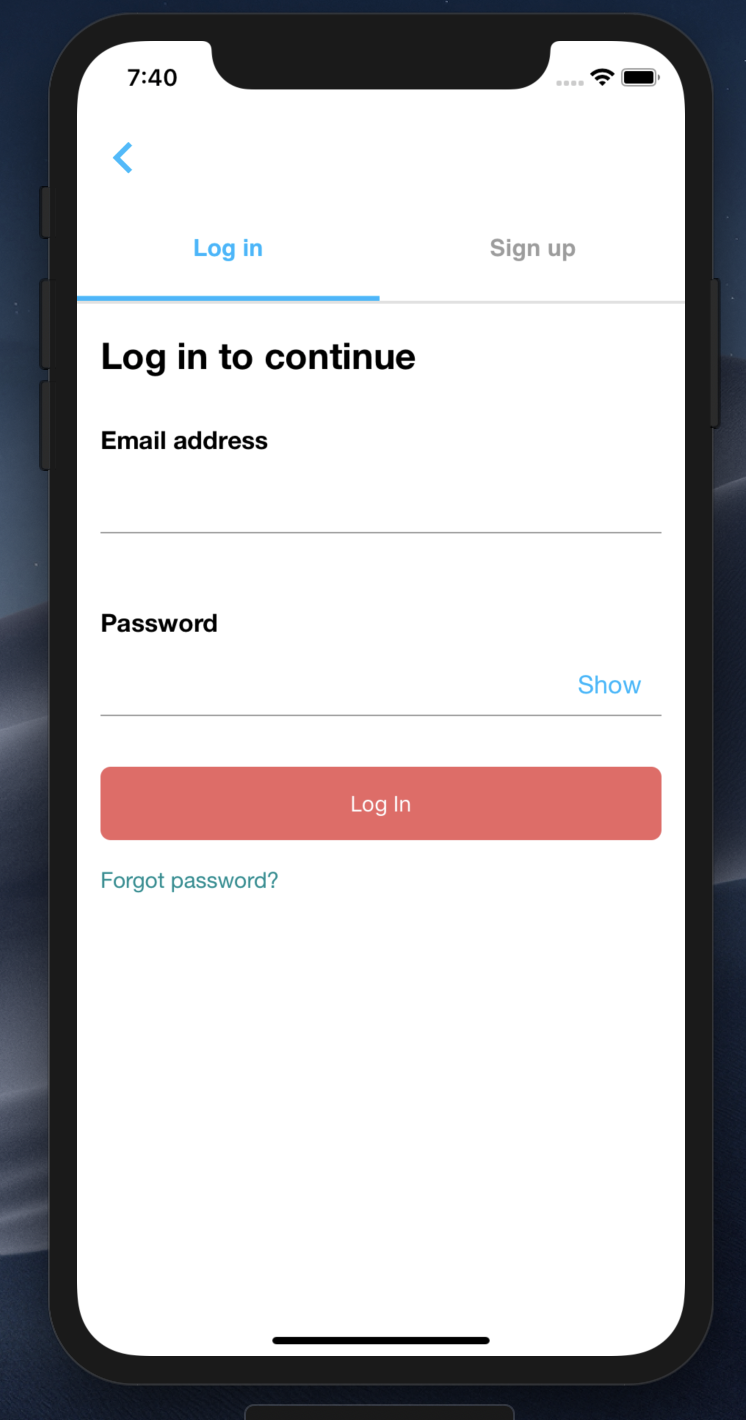 7:40
Log in Sign up
Log in to continue
Email address
Password
Show
Log In
Forgot password?